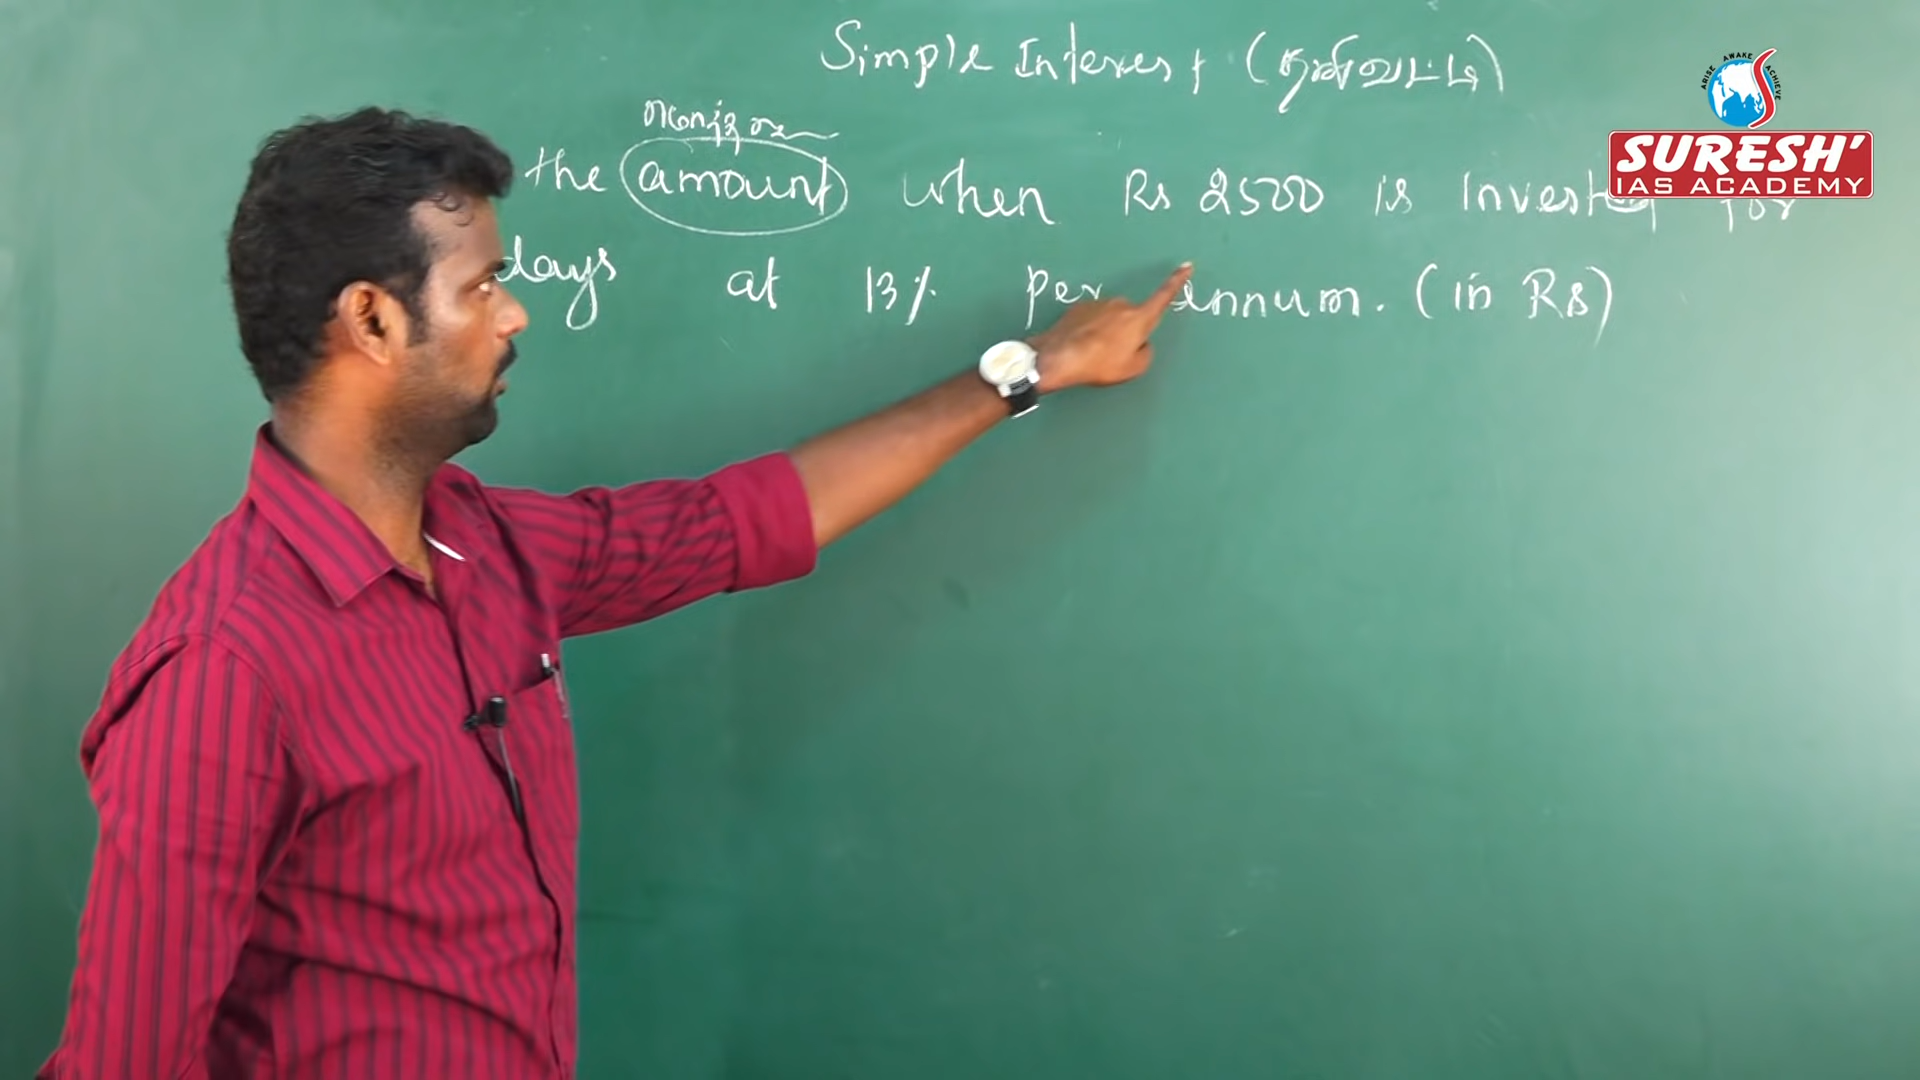 Simple Interest (தனிவட்டி)
ARISE AWAKE ACHIEVE
SURESH'
IAS ACADEMY
the amount when Rs 2500 is invested for
days at 13% per annum. (in Rs)